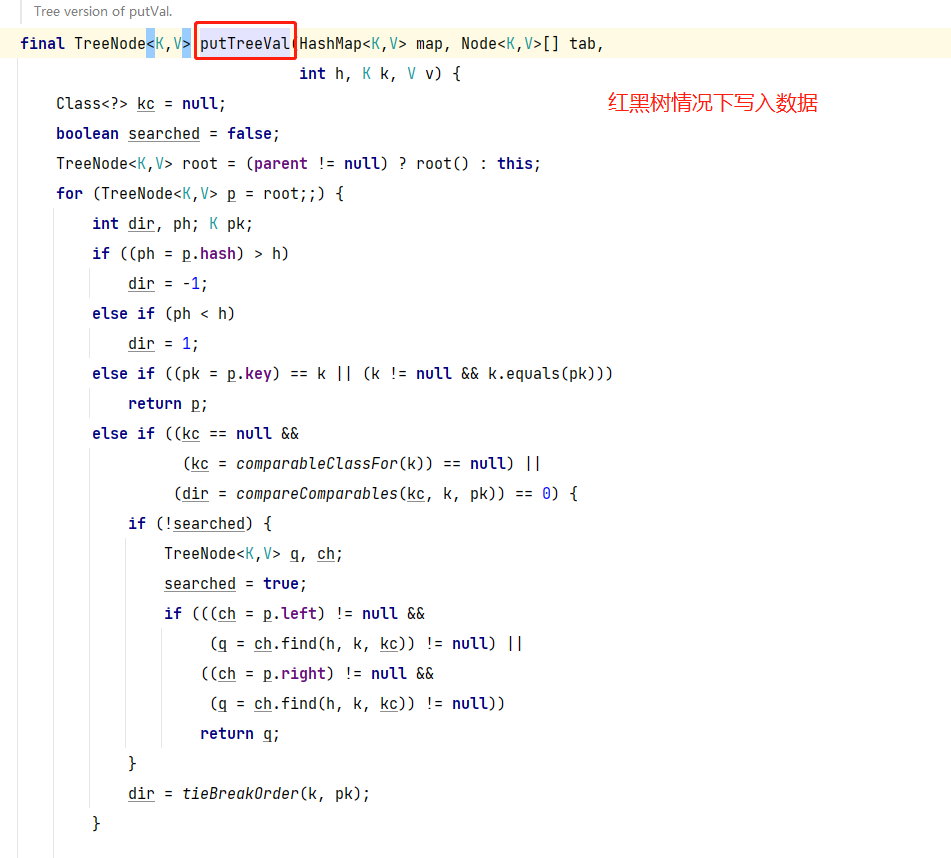 Tree version of putVal.
final TreeNode<K,V> putTreeVal(HashMap<K,V> map, Node<K,V>[] tab,
int h, K k, V v) {
红黑树情况下写入数据
Class<?> kc = null;
boolean searched = false;
TreeNode<K,V> root = (parent != null) ? root() : this;
for (TreeNode<K,V> p = root;;) {
int dir, ph; K pk;
if ((ph = p.hash) > h)
dir = -1;
else if (ph < h)
dir = 1;
else if ((pk = p.key) == k || (k != null && k.equals(pk)))
return p;
else if ((kc == null &&
(kc = comparableClassFor(k)) == null) ||
(dir = compareComparables(kc, k, pk)) == 0) {
if (!searched) {
TreeNode<K,V> q, ch;
searched = true;
if (((ch = p.left) != null &&
(q = ch.find(h, k, kc)) != null) ||
((ch = p.right) != null &&
(q = ch.find(h, k, kc)) != null))
return q;
}
dir = tieBreakOrder(k, pk);
}